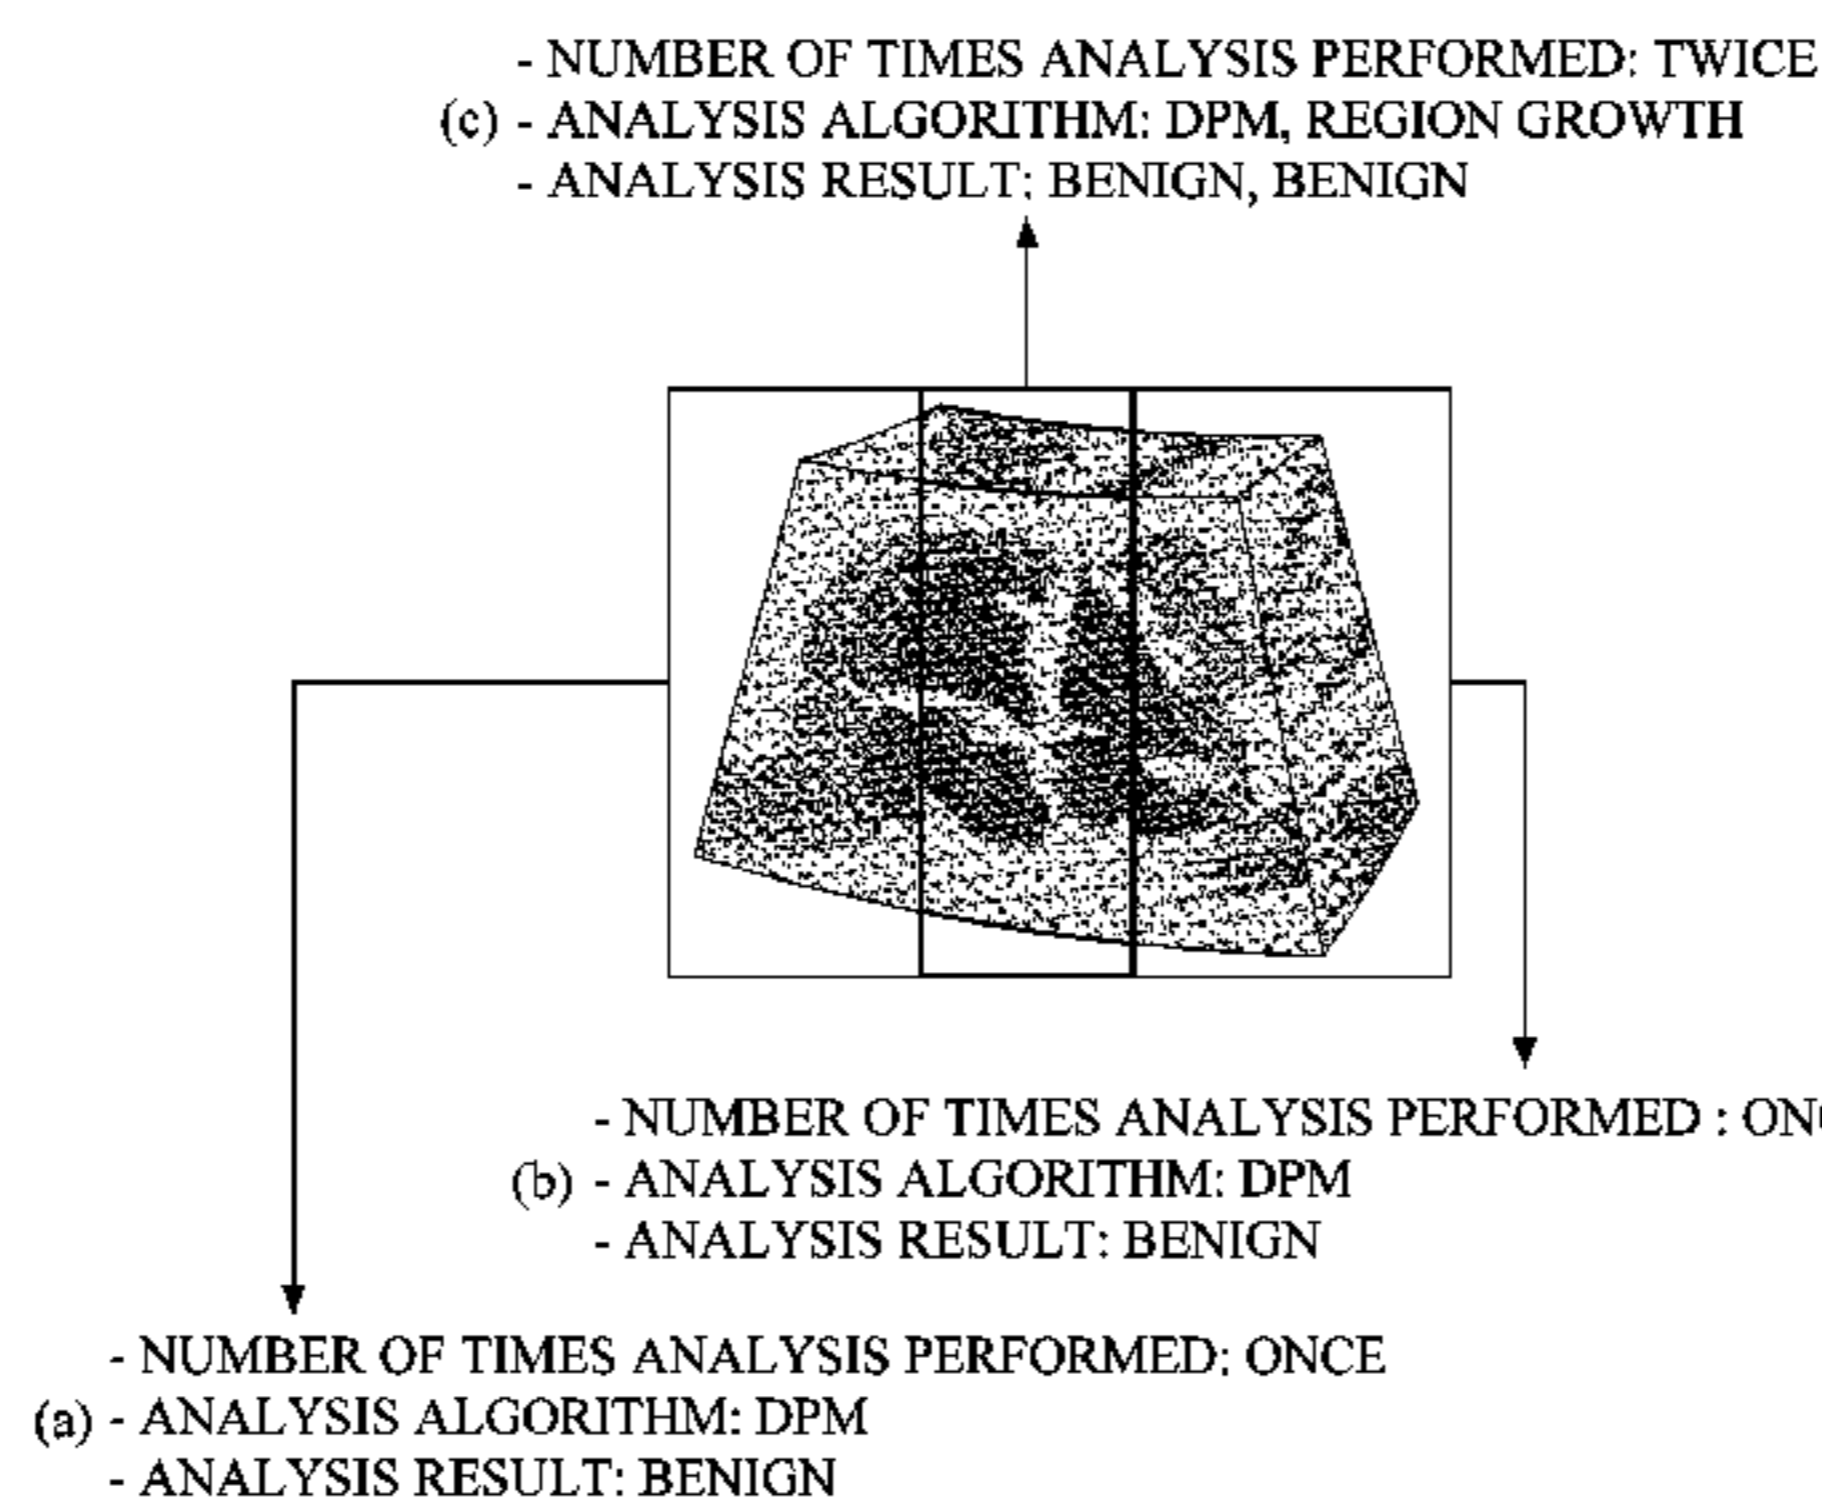 - NUMBER OF TIMES ANALYSIS PERFORMED: TWICE
(c) - ANALYSIS ALGORITHM: DPM, REGION GROWTH
- ANALYSIS RESULT: BENIGN, BENIGN
- NUMBER OF TIMES ANALYSIS PERFORMED :
(b) - ANALYSIS ALGORITHM: DPM
- ANALYSIS RESULT: BENIGN
- NUMBER OF TIMES ANALYSIS PERFORMED: ONCE
(a) - ANALYSIS ALGORITHM: DPM
- ANALYSIS RESULT: BENIGN